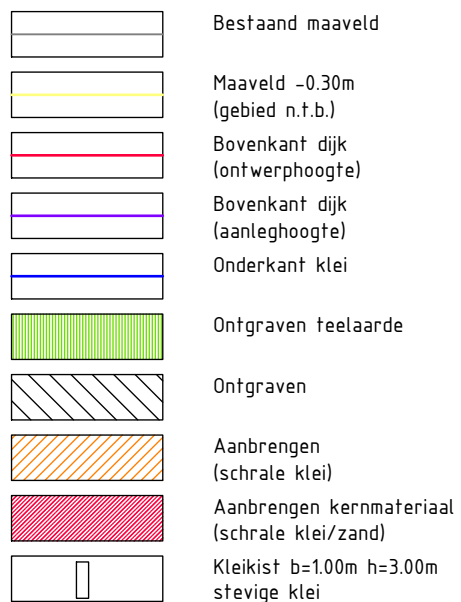 Bestaand maaveld
Maaveld -0.30m
(gebied n.t.b.)
Bovenkant dijk
(ontwerphoogte)
Bovenkant dijk
(aanleghoogte)
Onderkant klei
Ontgraven teelaarde
Ontgraven
Aanbrengen
(schrale klei)
Aanbrengen kernmateriaal
(schrale klei/zand)
Kleikist b=1.00m h=3.00m
stevige klei